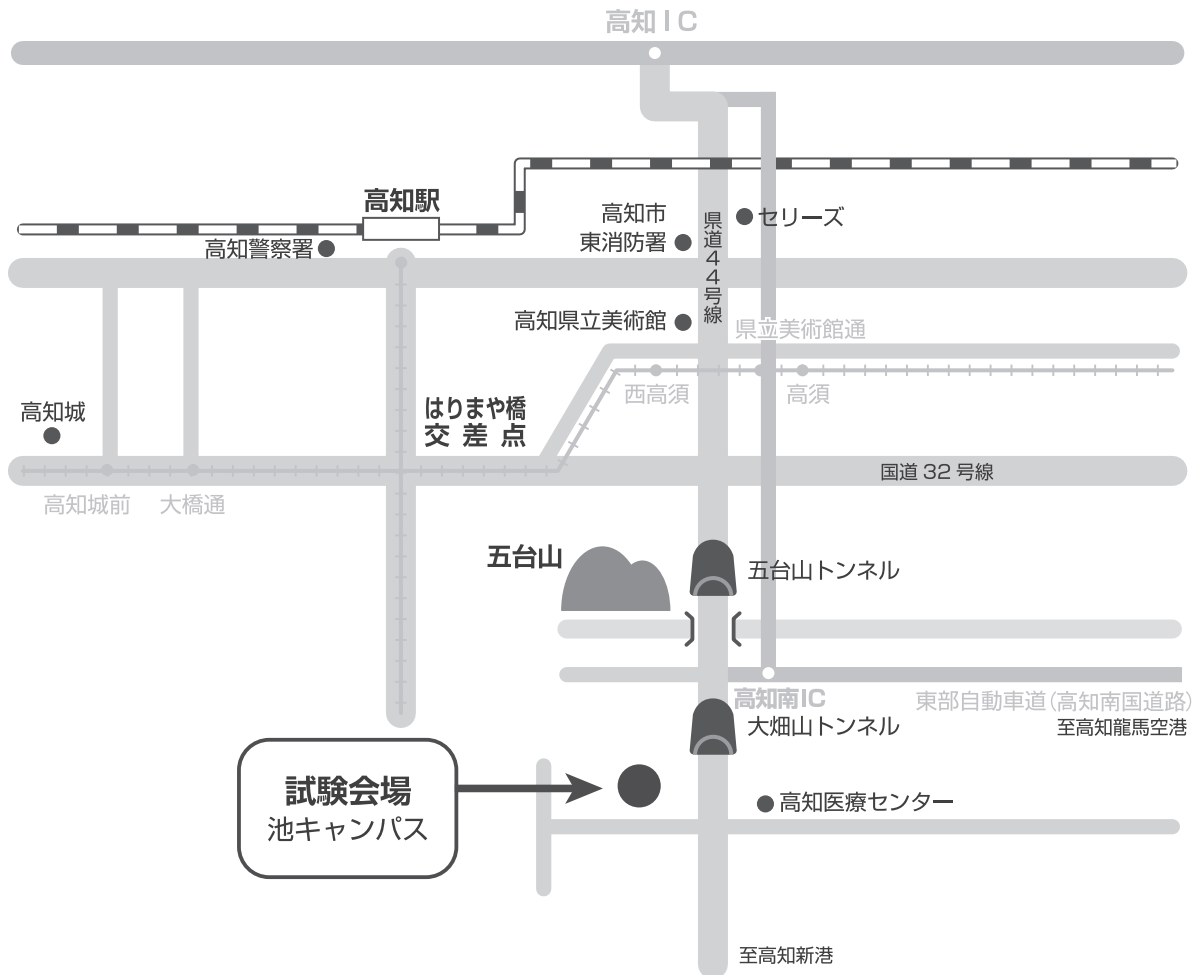 高知IC
高知駅
高知警察署
高知市
東消防署
県道44号線
セリーズ
高知県立美術館
県立美術館通
西高須
高須
高知城
はりまや橋
交差点
国道32号線
高知城前
大橋通
五台山
五台山トンネル
高知南IC
東部自動車道(高知南国道路)
至高知龍馬空港
大畑山トンネル
試験会場
池キャンパス
高知医療センター
至高知新港